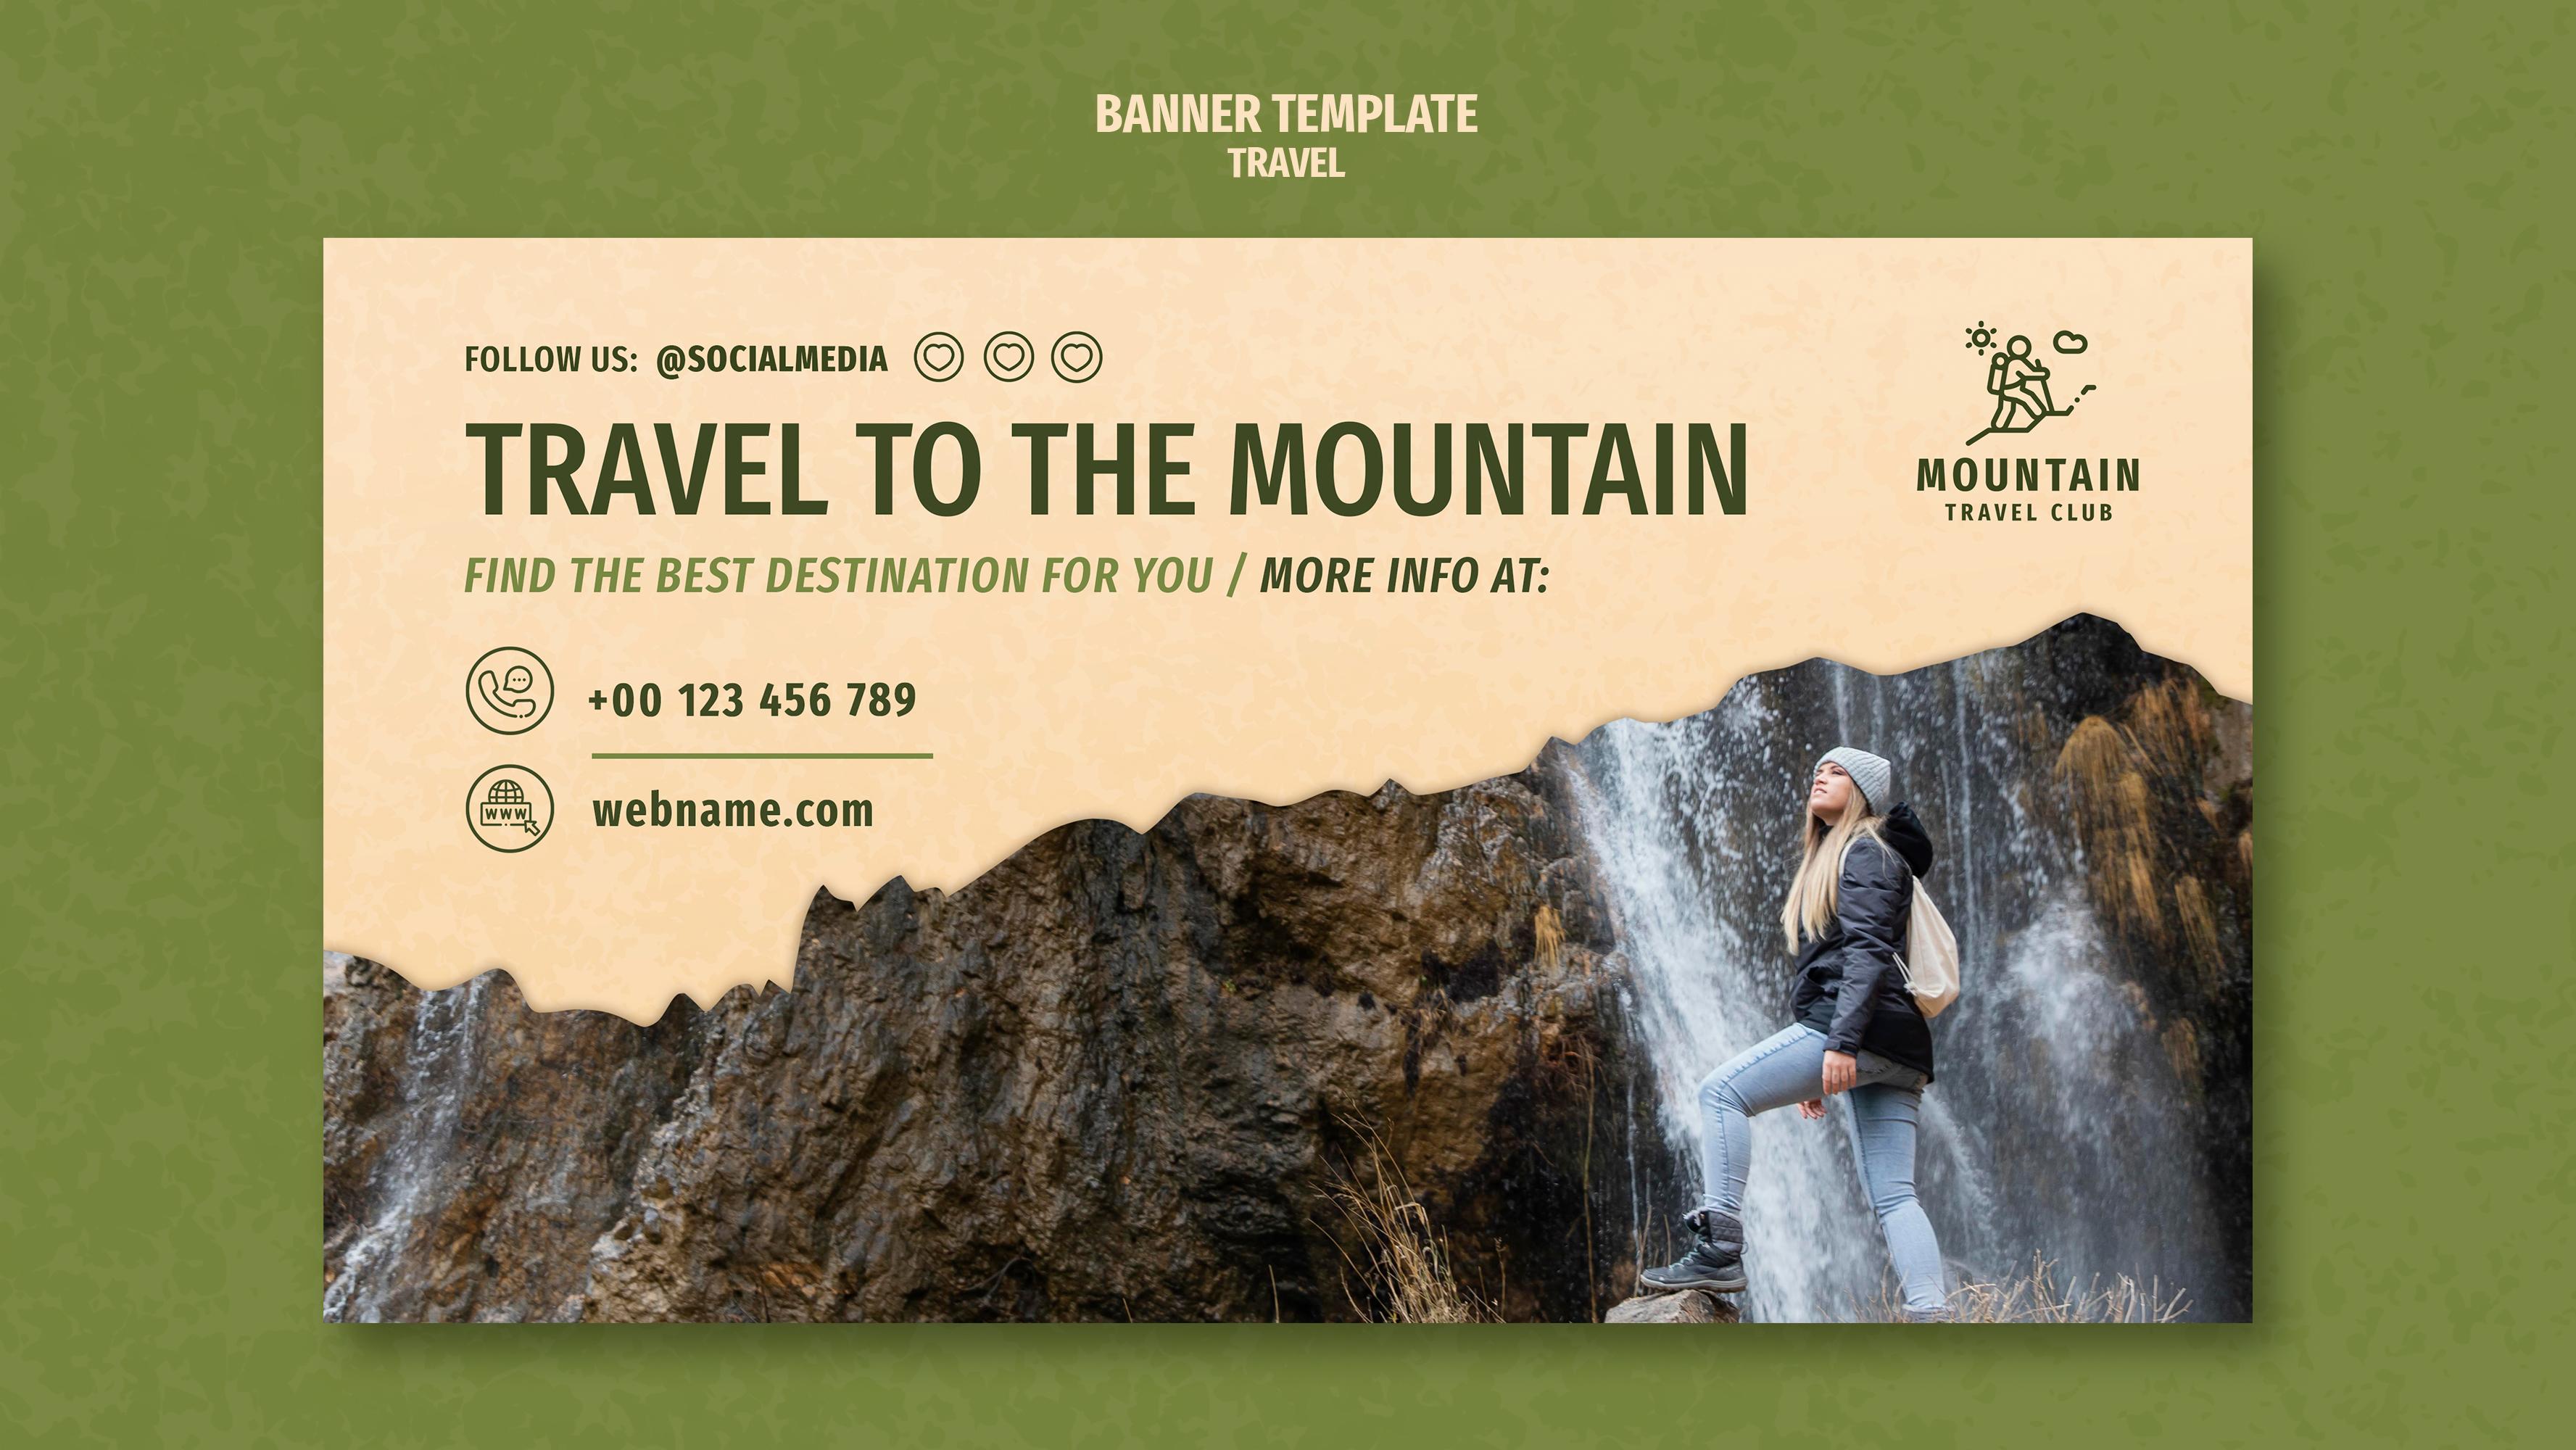 BANNER TEMPLATE
TRAVEL
FOLLOW US: @SOCIALMEDIA
TRAVEL TO THE MOUNTAIN
FIND THE BEST DESTINATION FOR YOU / MORE INFO AT:
+00 123 456 789
WWW
webname.com
MOUNTAIN
TRAVEL CLUB